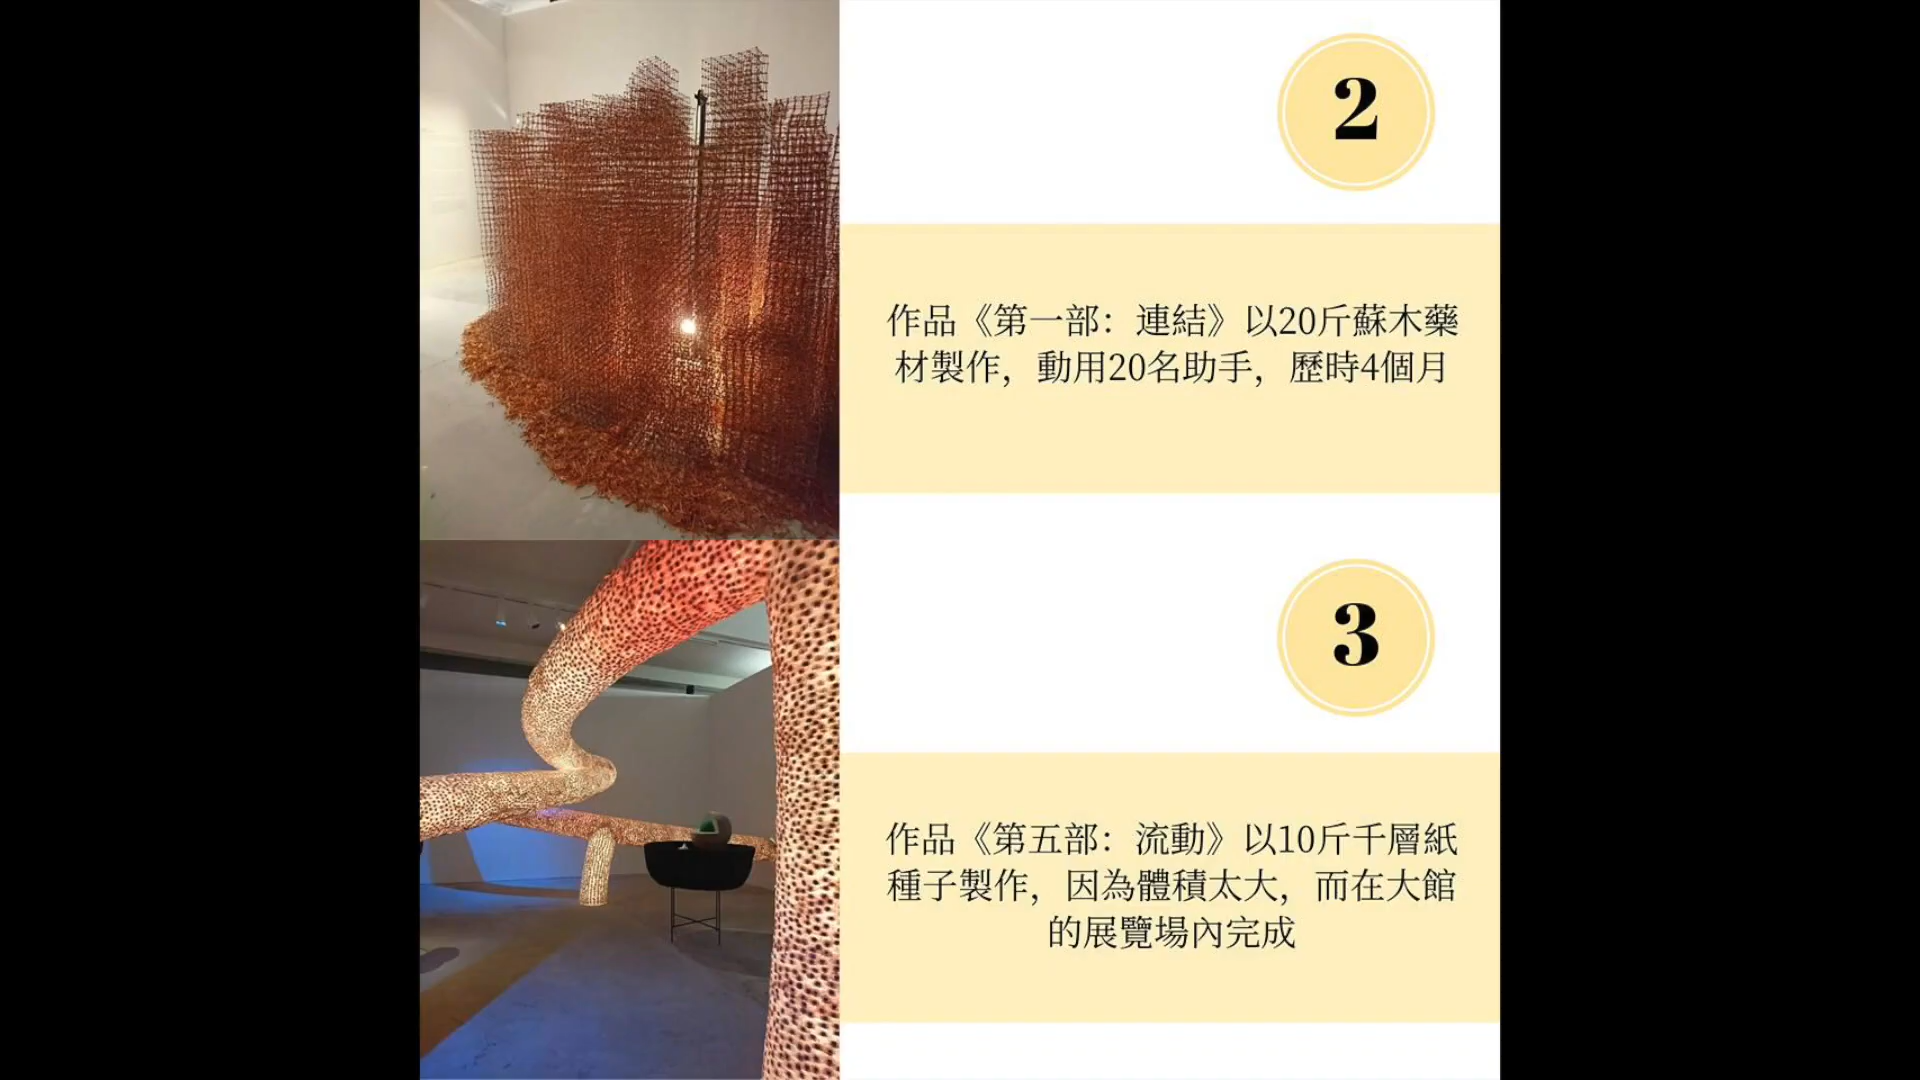 2
作品《第一部：連結》以20斤蘇木藥
材製作，動用20名助手，歷時4個月
3
作品《第五部：流動》以10斤千層紙
種子製作，因為體積太大，而在大館
的展覽場內完成